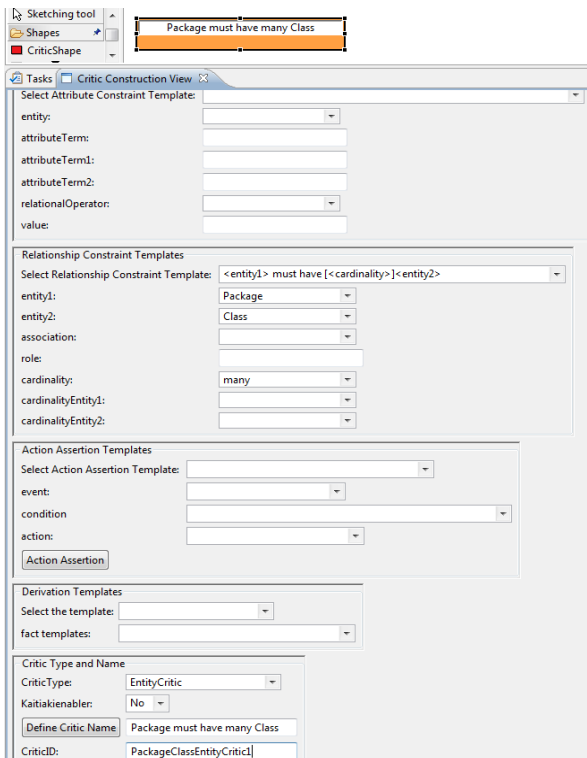 Sketching tool
Package must have many Class
Shapes
CriticShape
Tasks Critic Construction View
Select Attribute Constraint Template:
entity:
attributeTerm:
attributeTerm1:
attributeTerm2:
relationalOperator:
value:
Relationship Constraint Templates
Select Relationship Constraint Template: <entity1> must have [<cardinality>]<entity2>
entity1: Package
entity2: Class
association:
role:
cardinality: many
cardinalityEntity1:
cardinalityEntity2:
Action Assertion Templates
Select Action Assertion Template:
event:
condition
action:
Action Assertion
Derivation Templates
Select the template:
fact templates:
Critic Type and Name
CriticType: EntityCritic
Kaitiakienabler: No
Define Critic Name Package must have many Class
CriticID: PackageClassEntityCritic1